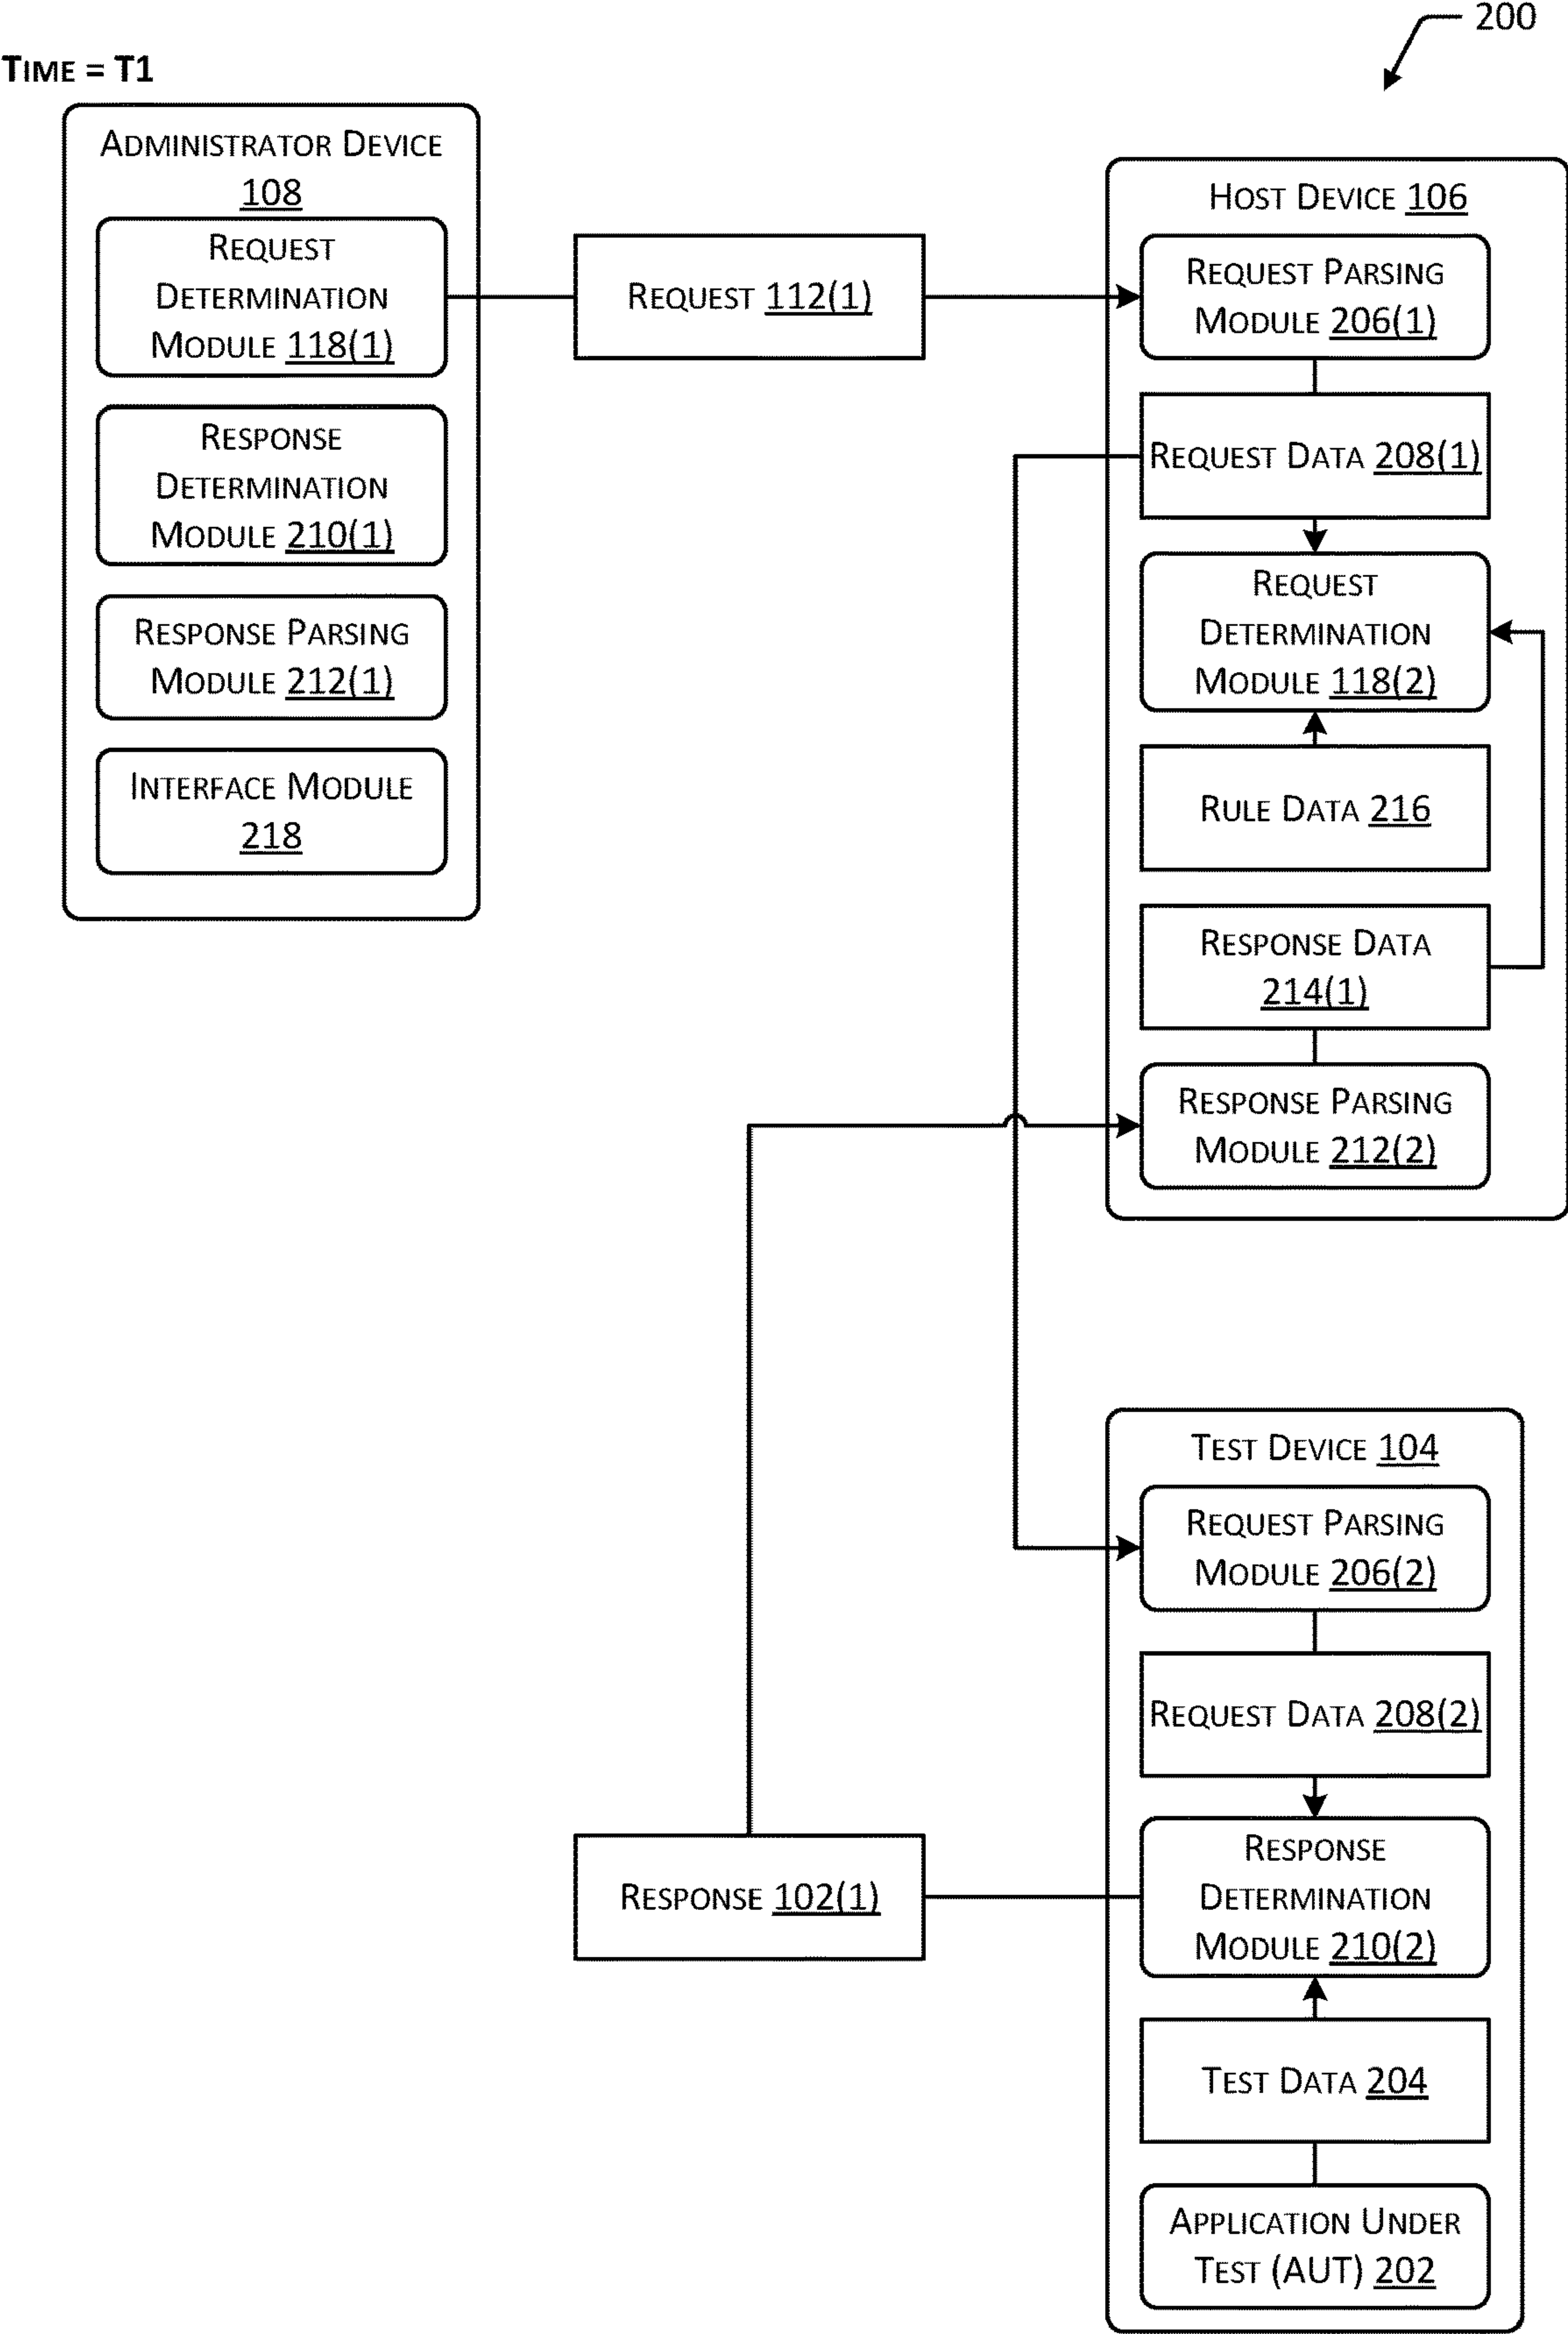 200
TIME = T1
ADMINISTRATOR DEVICE
108
REQUEST
DETERMINATION
MODULE 118(1)
RESPONSE
DETERMINATION
MODULE 210(1)
RESPONSE PARSING
MODULE 212(1)
INTERFACE MODULE
218
REQUEST 112(1)
HOST DEVICE 106
REQUEST PARSING
MODULE 206(1)
REQUEST DATA 208(1)
REQUEST
DETERMINATION
MODULE 118(2)
RULE DATA 216
RESPONSE DATA
214(1)
RESPONSE PARSING
MODULE 212(2)
TEST DEVICE 104
REQUEST PARSING
MODULE 206(2)
REQUEST DATA 208(2)
RESPONSE
DETERMINATION
MODULE 210(2)
RESPONSE 102(1)
TEST DATA 204
APPLICATION UNDER
TEST (AUT) 202